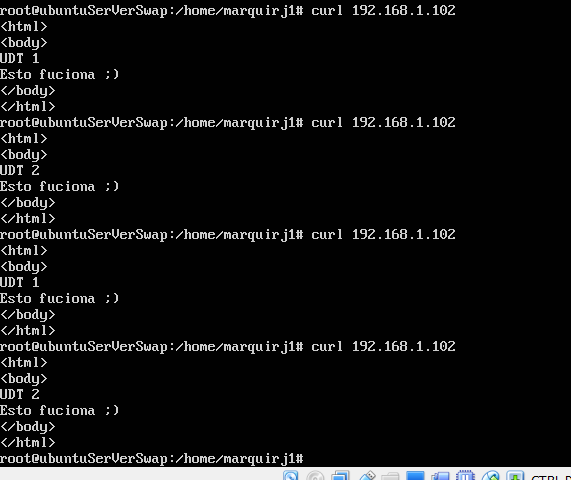 root@ubuntuSerVerSwap:/home/marquirj1# curl 192.168.1.102
<html>
<body>
UDT 1
Esto fuciona ;)
</body>
</html>
root@ubuntuSerVerSwap:/home/marquirj1# curl 192.168.1.102
<html>
<body>
UDT 2
Esto fuciona ;)
</body>
</html>
root@ubuntuSerVerSwap:/home/marquirj1# curl 192.168.1.102
<html>
<body>
UDT 1
Esto fuciona ;)
</body>
</html>
root@ubuntuSerVerSwap:/home/marquirj1# curl 192.168.1.102
<html>
<body>
UDT 2
Esto fuciona ;)
</body>
</html>
root@ubuntuSerVerSwap:/home/marquirj1#